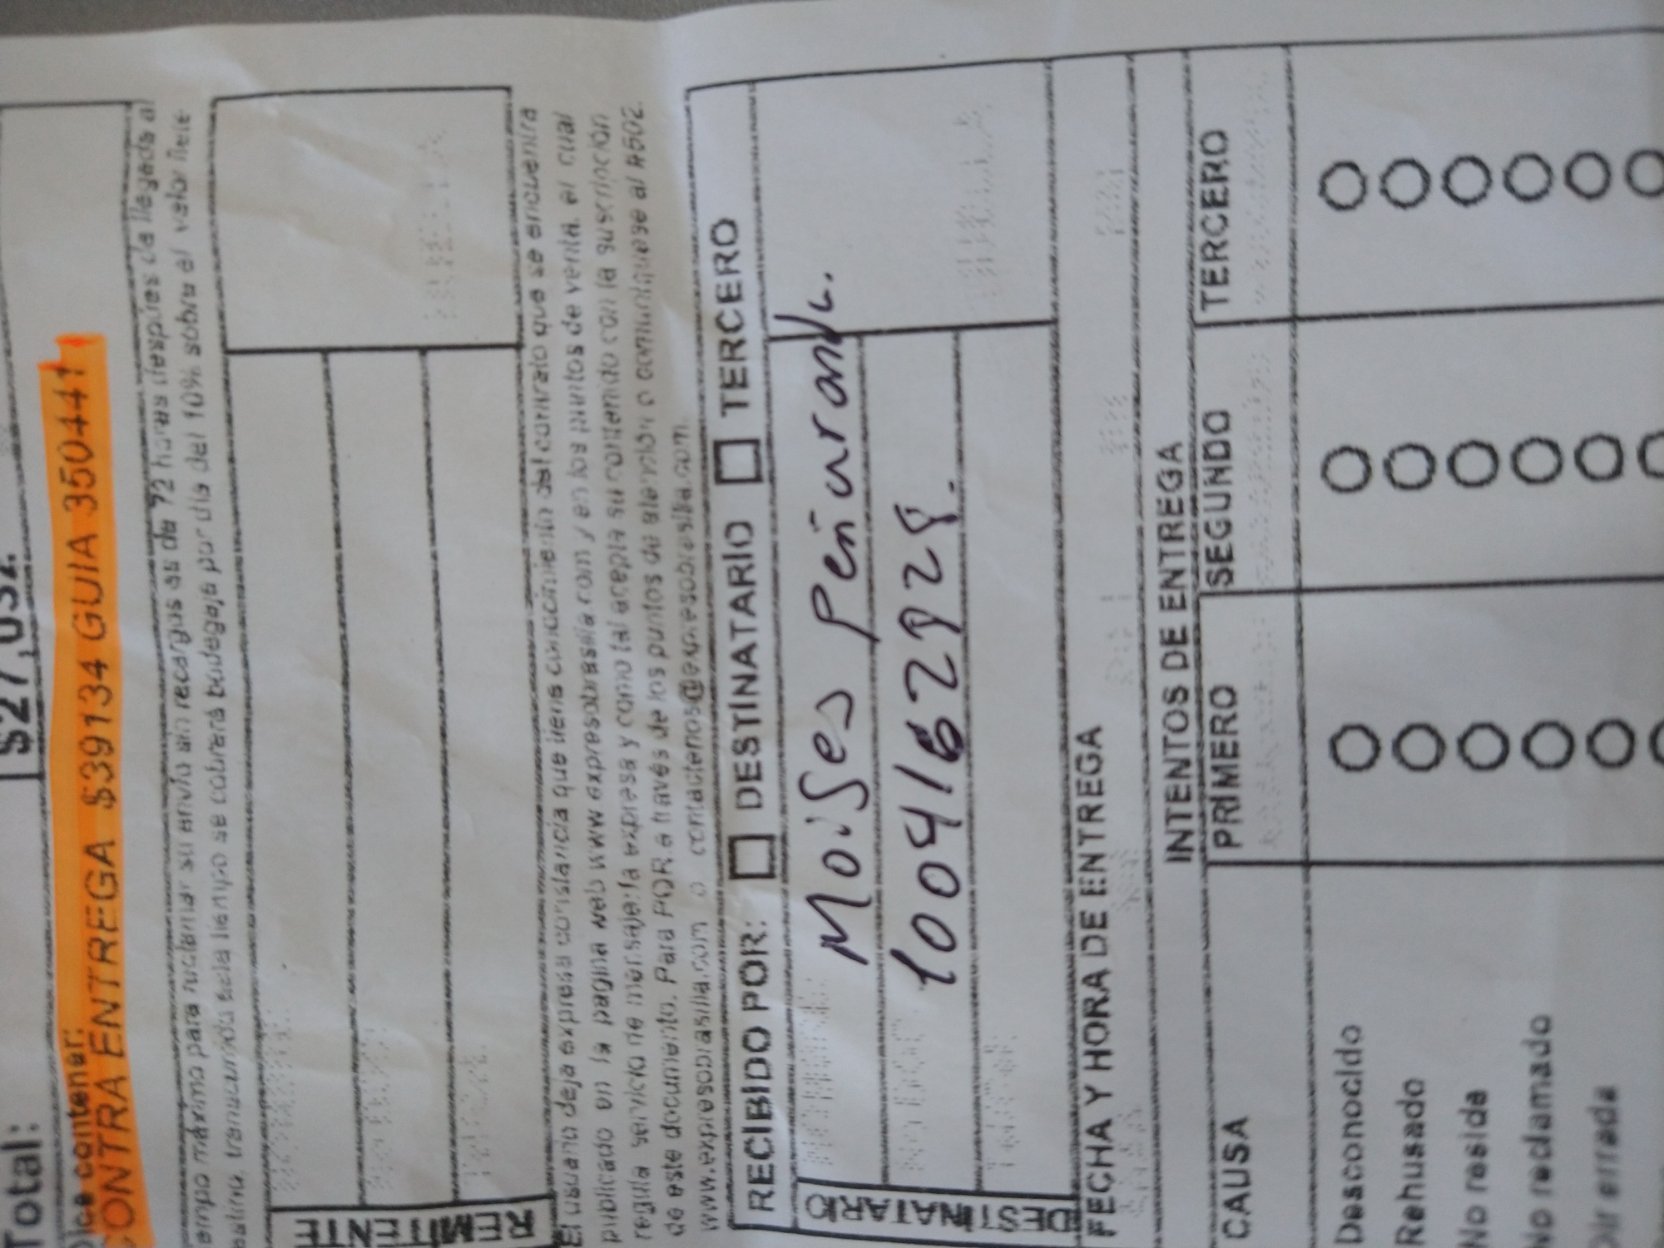 Total: $27,
Dice contener:
CONTRA ENTREGA $39134 GUIA 350441
tiempo máximo para reclamar su envío sin recargos es de 72 horas después de llegada al
transcurrido este tiempo se cobrará bodegaje por día del 10% sobre el valor flete
REMITENTE
El usuario deja expresa constancia que tiene conocimiento del contrato que se encuentra
publicado en la pagina web www.expresobrasilia.com y en los puntos de venta, el cual
regula servicio de mensajería expresa y como tal acepta su contenido con la suscripción
de este documento. Para PQR a través de los puntos de atención o comuníquese al #502.
www.expresobrasilia.com o contactenos@expresobrasilia.com.
RECIBIDO POR: DESTINATARIO TERCERO
DESTINATARIO
Moises Peñaranda.
1004162928.
FECHA Y HORA DE ENTREGA
INTENTOS DE ENTREGA
CAUSA PRIMERO SEGUNDO TERCERO
Desconocido
Rehusado
No reside
No reclamado
Dir errada